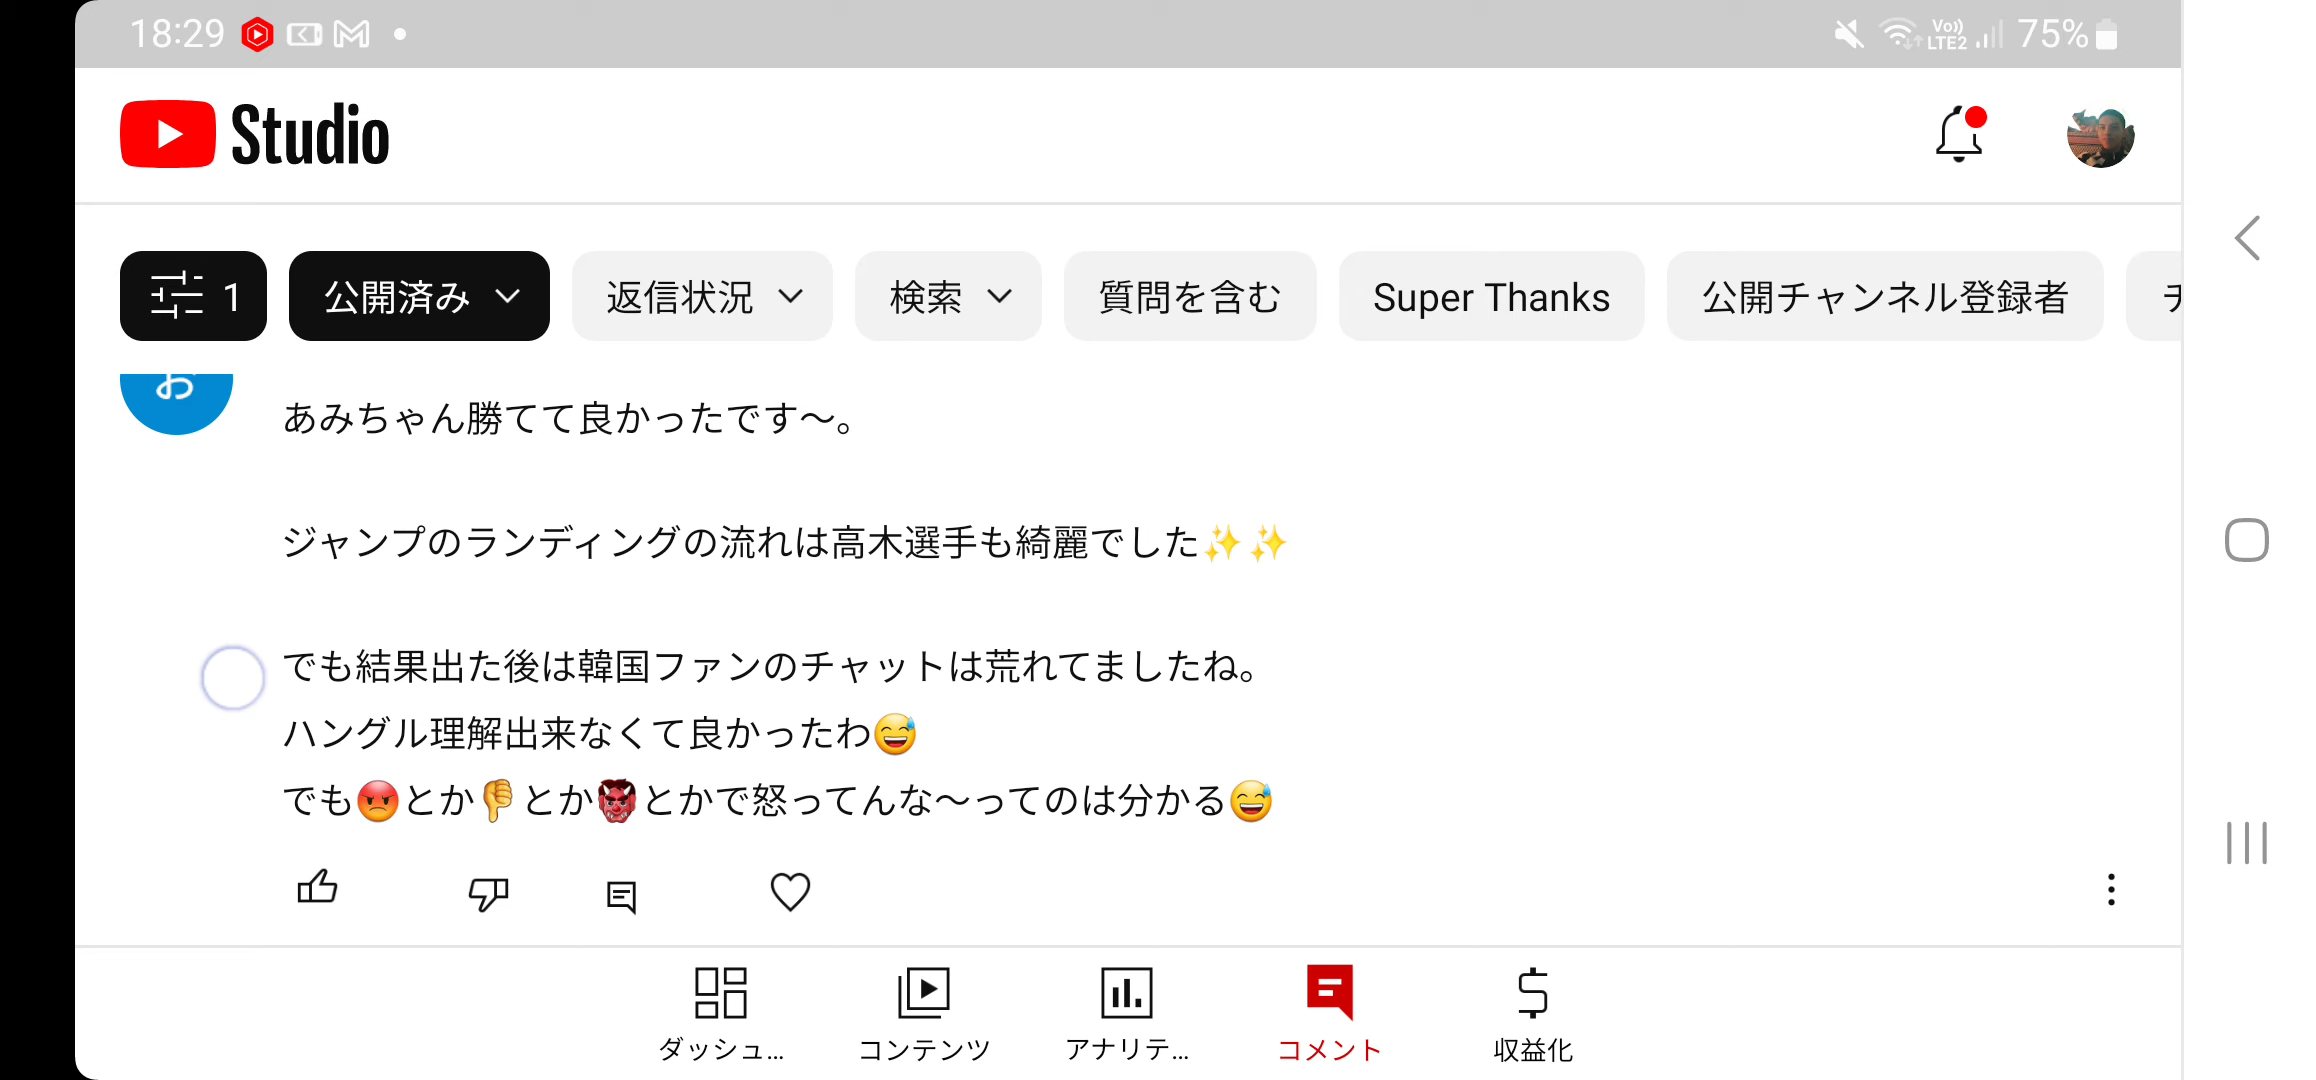 18:29
Vo))
LTE2
75%
Studio
1
公開済み
返信状況
検索
質問を含む
Super Thanks
公開チャンネル登録者
お
あみちゃん勝てて良かったです〜。
ジャンプのランディングの流れは高木選手も綺麗でした✨✨
でも結果出た後は韓国ファンのチャットは荒れてましたね。
ハングル理解出来なくて良かったわ😅
でも😡とか👎とか👹とかで怒ってんな〜ってのは分かる😅
ダッシュ...
コンテンツ
アナリテ...
コメント
収益化